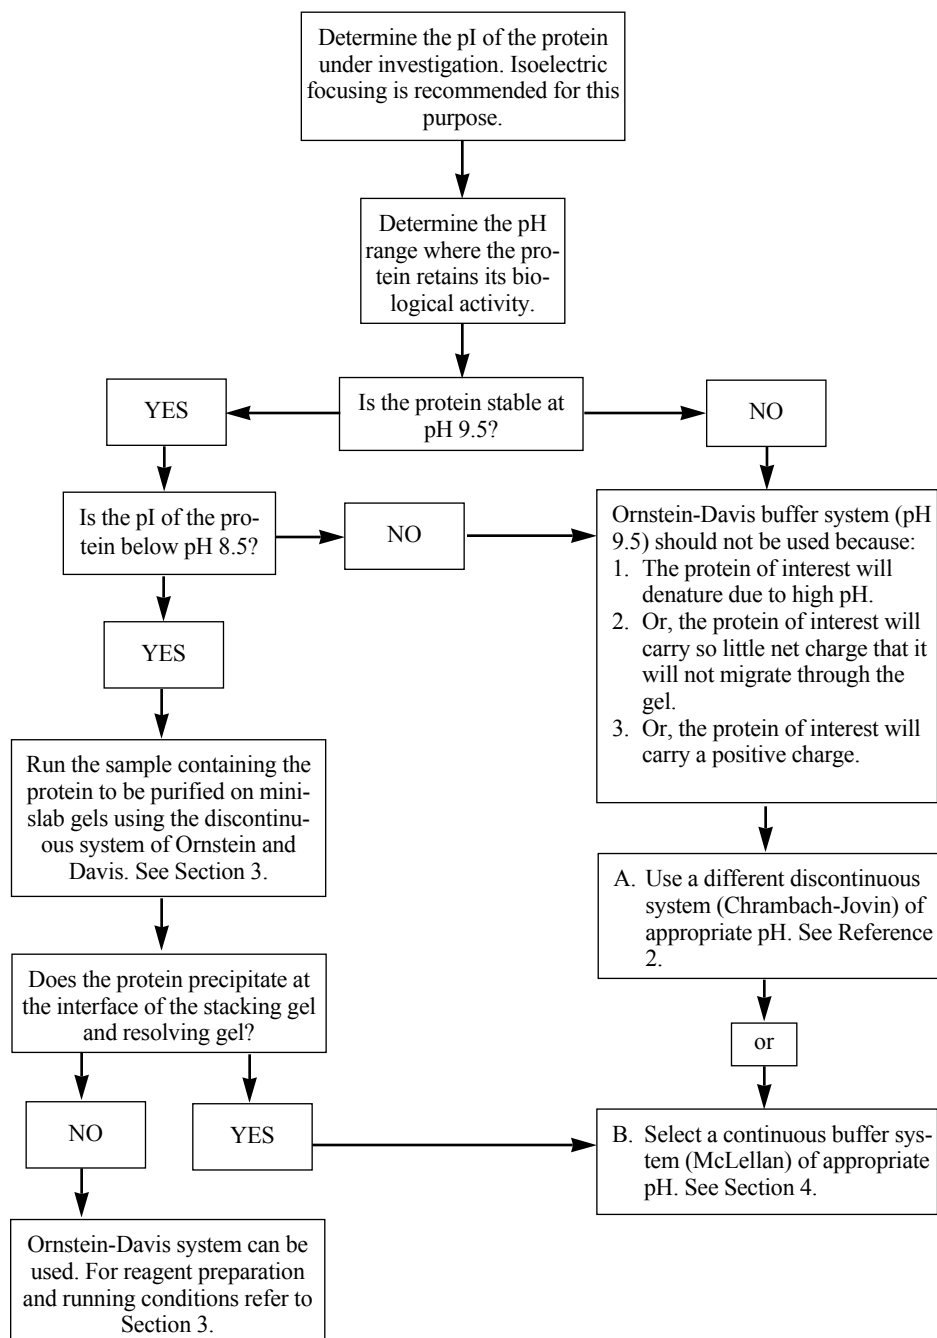 Determine the pI of the protein
under investigation. Isoelectric
focusing is recommended for this
purpose.
Determine the pH
range where the pro-
tein retains its bio-
logical activity.
YES
Is the protein stable at
pH 9.5?
NO
Is the pI of the pro-
tein below pH 8.5?
NO
Ornstein-Davis buffer system (pH
9.5) should not be used because:
1. The protein of interest will
denature due to high pH.
2. Or, the protein of interest will
carry so little net charge that it
will not migrate through the
gel.
3. Or, the protein of interest will
carry a positive charge.
YES
Run the sample containing the
protein to be purified on mini-
slab gels using the discontinu-
ous system of Ornstein and
Davis. See Section 3.
A. Use a different discontinuous
system (Chrambach-Jovin) of
appropriate pH. See Reference
2.
Does the protein precipitate at
the interface of the stacking gel
and resolving gel?
or
NO
YES
B. Select a continuous buffer sys-
tem (McLellan) of appropriate
pH. See Section 4.
Ornstein-Davis system can be
used. For reagent preparation
and running conditions refer to
Section 3.